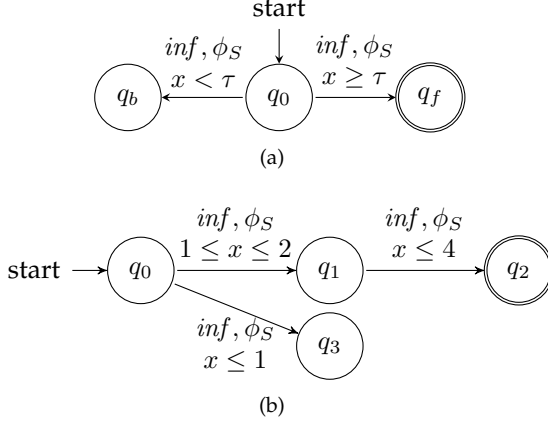 start
inf, ϕ_S inf, ϕ_S
x < τ x ≥ τ
q_b q_0 q_f
(a)
inf, ϕ_S inf, ϕ_S
1 ≤ x ≤ 2 x ≤ 4
start q_0 q_1 q_2
inf, ϕ_S
x ≤ 1 q_3
(b)